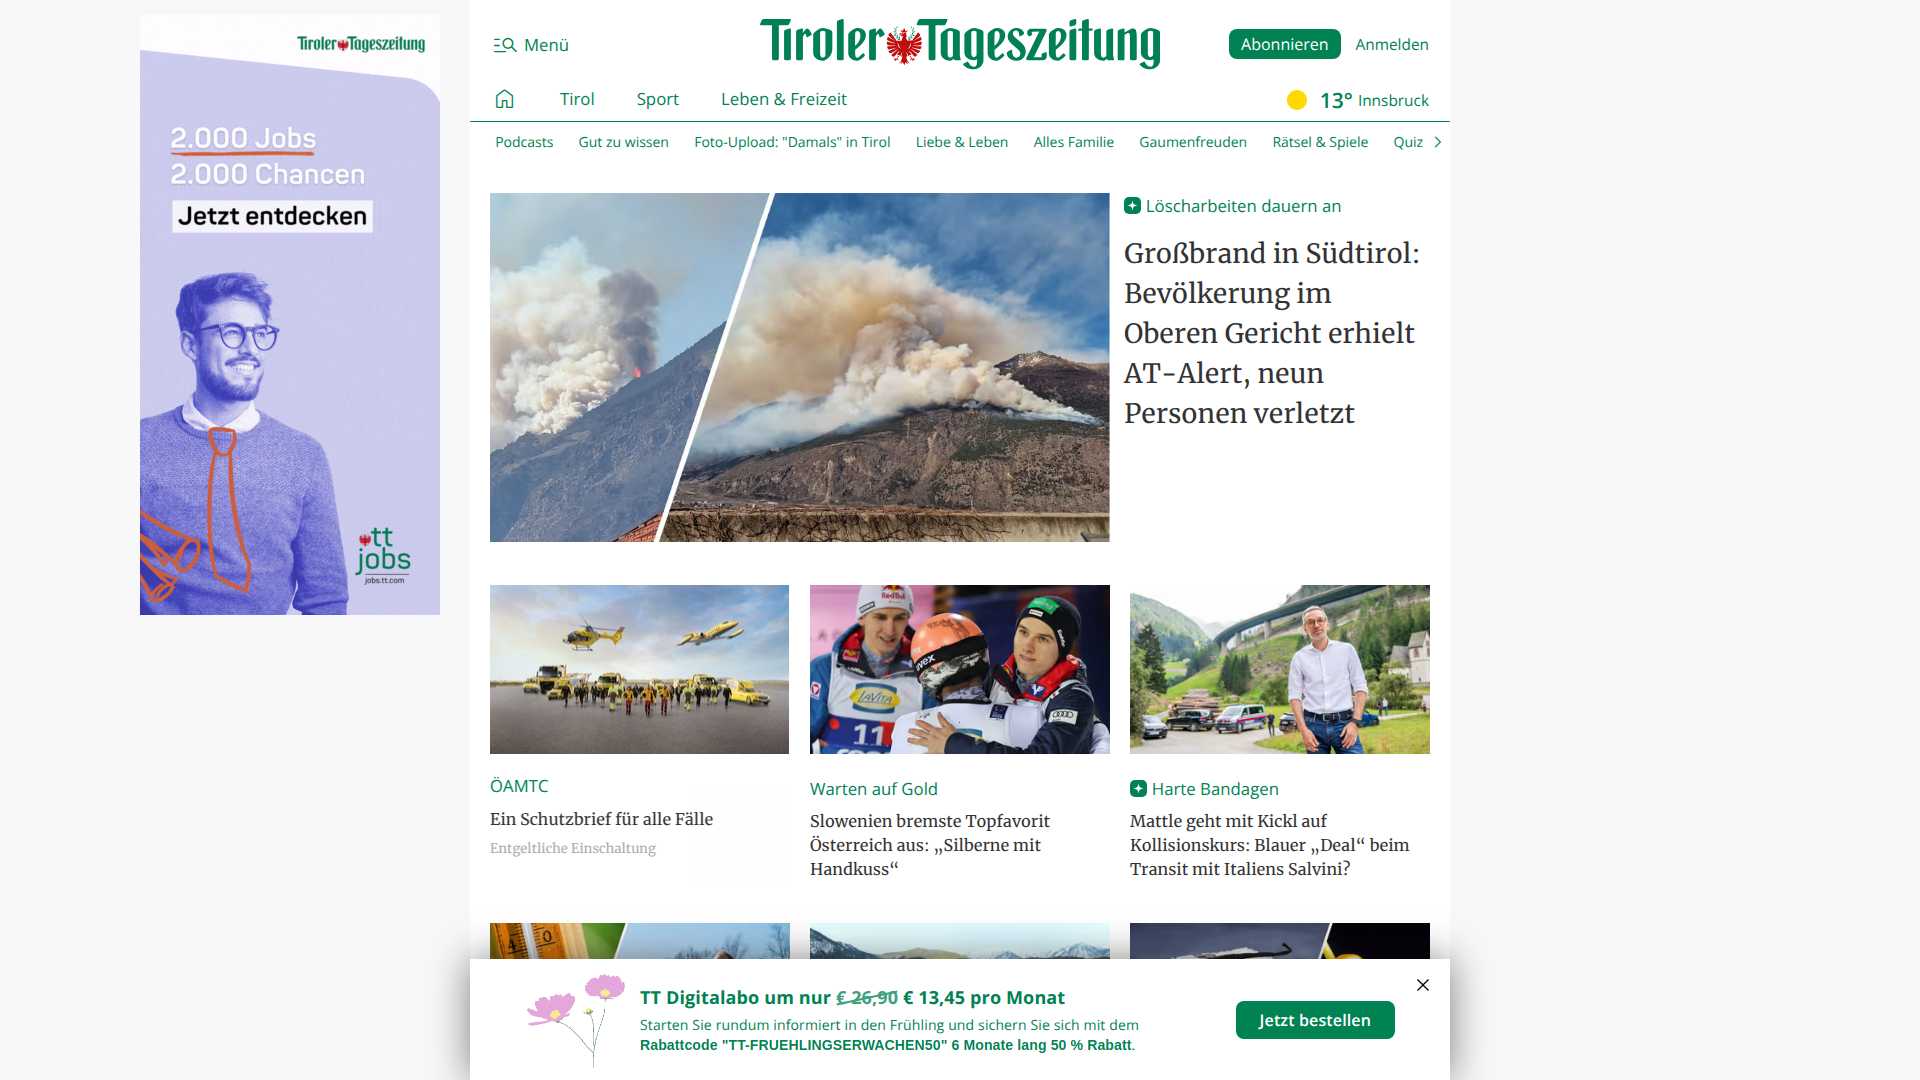 Tiroler Tageszeitung
2.000 Jobs
2.000 Chancen
Jetzt entdecken
tt
jobs
jobs.tt.com
Menü
Tiroler Tageszeitung
Abonnieren
Anmelden
Tirol
Sport
Leben & Freizeit
13° Innsbruck
Podcasts
Gut zu wissen
Foto-Upload: "Damals" in Tirol
Liebe & Leben
Alles Familie
Gaumenfreuden
Rätsel & Spiele
Quiz
Löscharbeiten dauern an
Großbrand in Südtirol:
Bevölkerung im
Oberen Gericht erhielt
AT-Alert, neun
Personen verletzt
RedBull
LaVita
uvex
11
ÖAMTC
Ein Schutzbrief für alle Fälle
Entgeltliche Einschaltung
Warten auf Gold
Slowenien bremste Topfavorit
Österreich aus: „Silberne mit
Handkuss“
Harte Bandagen
Mattle geht mit Kickl auf
Kollisionskurs: Blauer „Deal“ beim
Transit mit Italiens Salvini?
4 0
TT Digitalabo um nur € 26,90 € 13,45 pro Monat
Starten Sie rundum informiert in den Frühling und sichern Sie sich mit dem
Rabattcode "TT-FRUEHLINGSERWACHEN50" 6 Monate lang 50 % Rabatt.
Jetzt bestellen